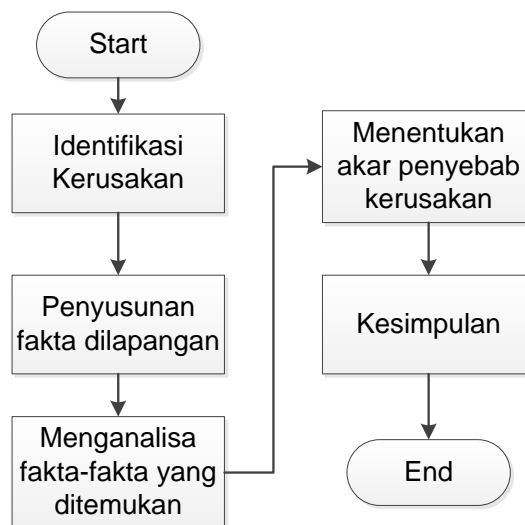 Start
Identifikasi
Kerusakan
Penyusunan
fakta dilapangan
Menganalisa
fakta-fakta yang
ditemukan
Menentukan
akar penyebab
kerusakan
Kesimpulan
End